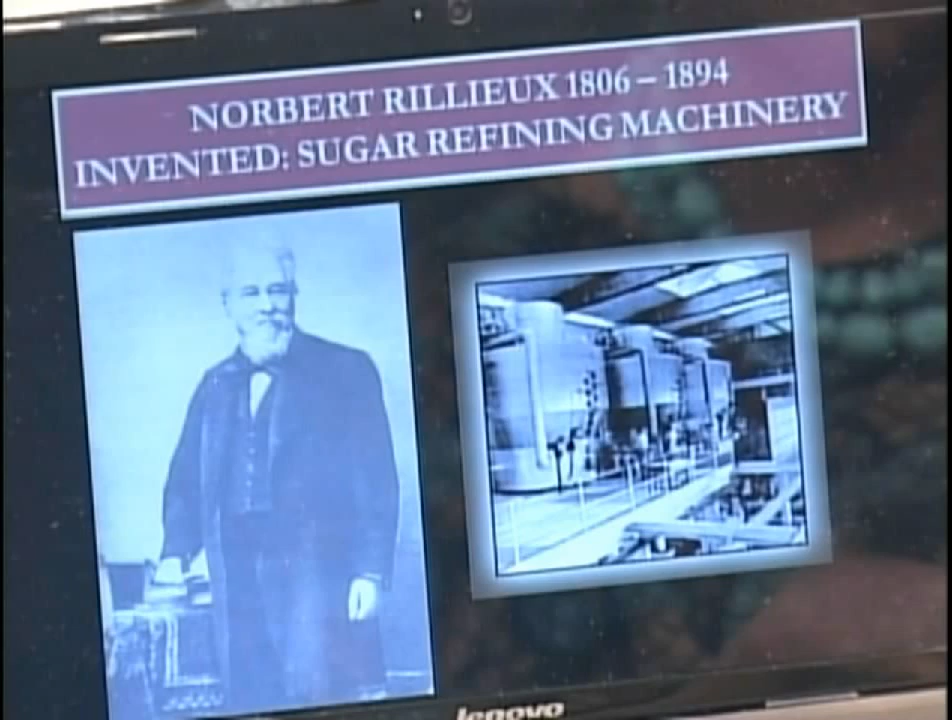 NORBERT RILLIEUX 1806 – 1894
INVENTED: SUGAR REFINING MACHINERY
lenovo